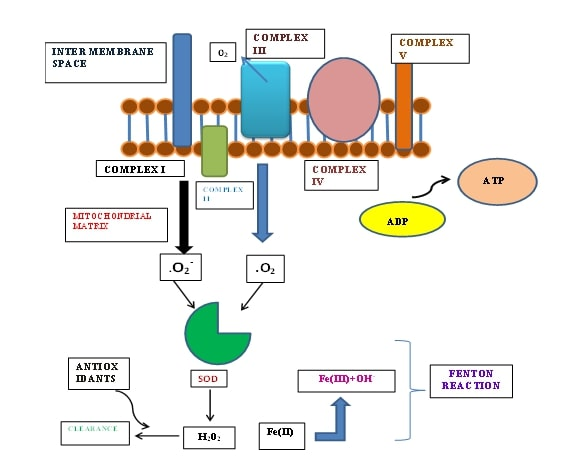 INTER MEMBRANE
SPACE
O₂
COMPLEX
III
COMPLEX
V
COMPLEX I
COMPLEX
II
COMPLEX
IV
ATP
ADP
MITOCHONDRIAL
MATRIX
.O₂⁻
.O₂
ANTIOX
IDANTS
SOD
Fe(III)+OH
FENTON
REACTION
CLEARANCE
H₂O₂
Fe(II)